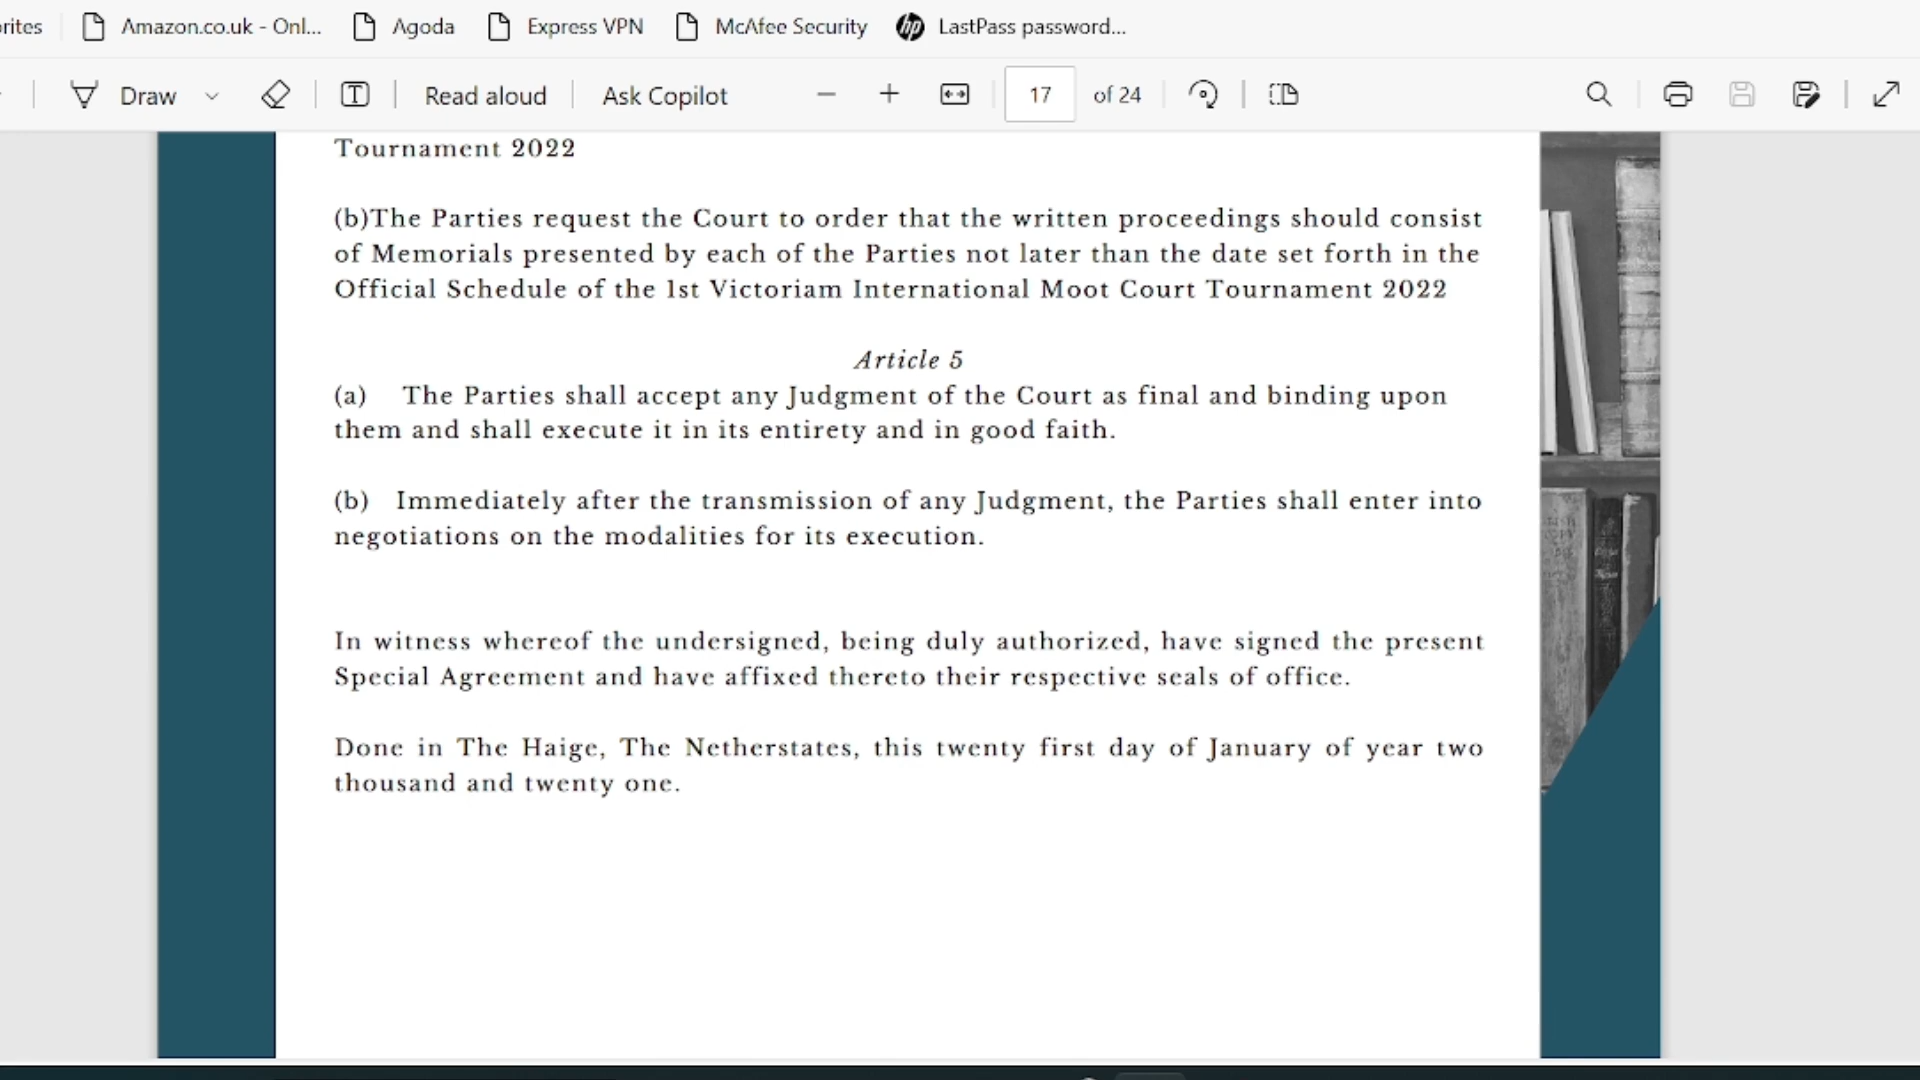 rites
Amazon.co.uk - Onl...
Agoda
Express VPN
McAfee Security
hp
LastPass password...
Draw
T
Read aloud
Ask Copilot
17
of 24
Tournament 2022
(b)The Parties request the Court to order that the written proceedings should consist
of Memorials presented by each of the Parties not later than the date set forth in the
Official Schedule of the 1st Victoriam International Moot Court Tournament 2022
Article 5
(a) The Parties shall accept any Judgment of the Court as final and binding upon
them and shall execute it in its entirety and in good faith.
(b) Immediately after the transmission of any Judgment, the Parties shall enter into
negotiations on the modalities for its execution.
In witness whereof the undersigned, being duly authorized, have signed the present
Special Agreement and have affixed thereto their respective seals of office.
Done in The Haige, The Netherstates, this twenty first day of January of year two
thousand and twenty one.